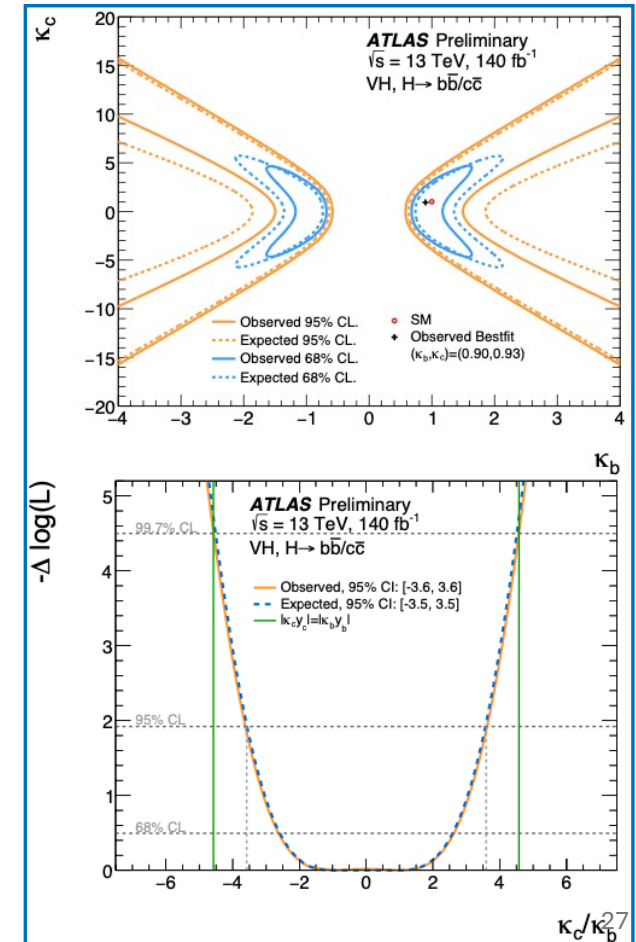 κc
20
15
10
5
0
−5
−10
−15
−20
ATLAS Preliminary
√s = 13 TeV, 140 fb-1
VH, H→ bb̄/cc̄
Observed 95% CL.
Expected 95% CL.
Observed 68% CL.
Expected 68% CL.
SM
Observed Bestfit
(κb,κc)=(0.90,0.93)
−4 −3 −2 −1 0 1 2 3 4
κb
-Δ log(L)
5
4
3
2
1
0
ATLAS Preliminary
√s = 13 TeV, 140 fb-1
VH, H→ bb̄/cc̄
99.7% CL
Observed, 95% CI: [-3.6, 3.6]
Expected, 95% CI: [-3.5, 3.5]
|κcyc|=|κbyb|
95% CL
68% CL
−6 −4 −2 0 2 4 6
κc/κb
27